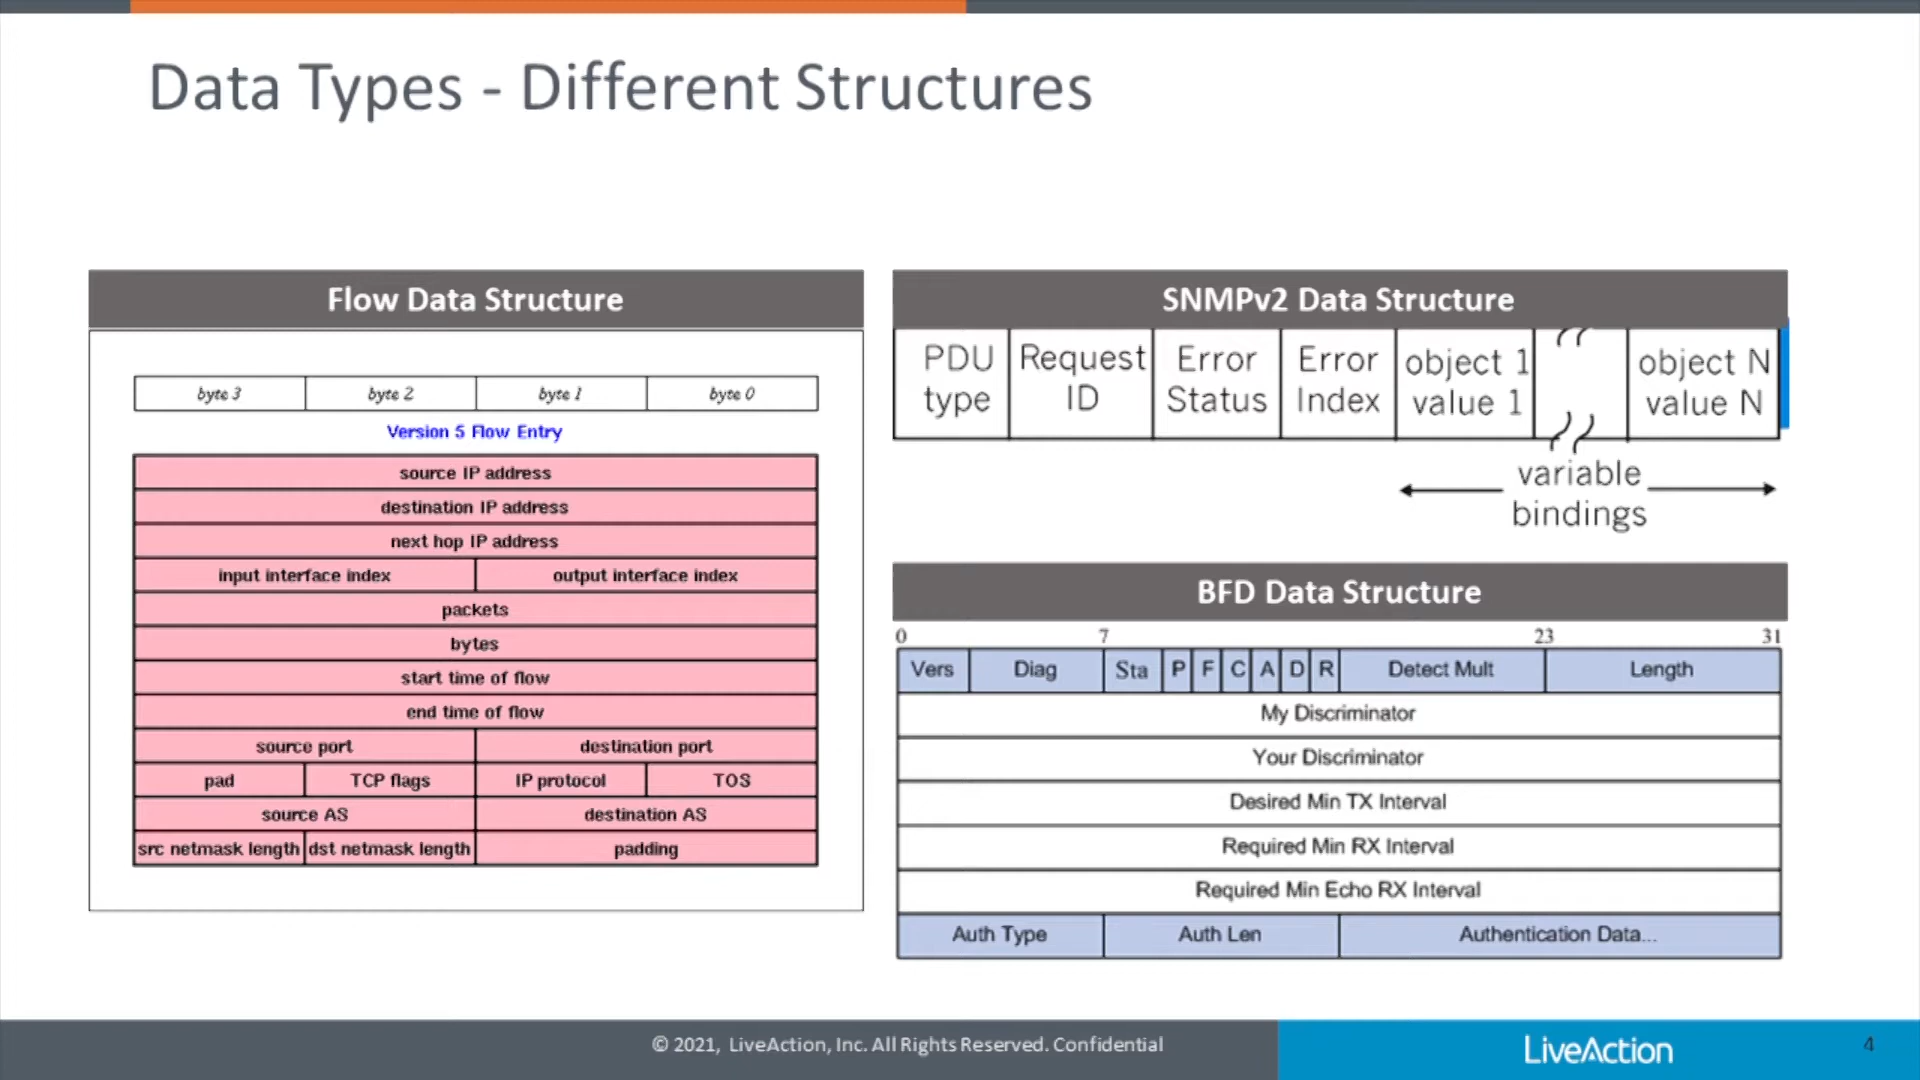 Data Types - Different Structures
Flow Data Structure
byte 3 byte 2 byte 1 byte 0
Version 5 Flow Entry
source IP address
destination IP address
next hop IP address
input interface index output interface index
packets
bytes
start time of flow
end time of flow
source port destination port
pad TCP flags IP protocol TOS
source AS destination AS
src netmask length dst netmask length padding
SNMPv2 Data Structure
PDU type Request ID Error Status Error Index object 1 value 1 object N value N
variable bindings
BFD Data Structure
0 7 23 31
Vers Diag Sta P F C A D R Detect Mult Length
My Discriminator
Your Discriminator
Desired Min TX Interval
Required Min RX Interval
Required Min Echo RX Interval
Auth Type Auth Len Authentication Data...
© 2021, LiveAction, Inc. All Rights Reserved. Confidential
LiveAction
4